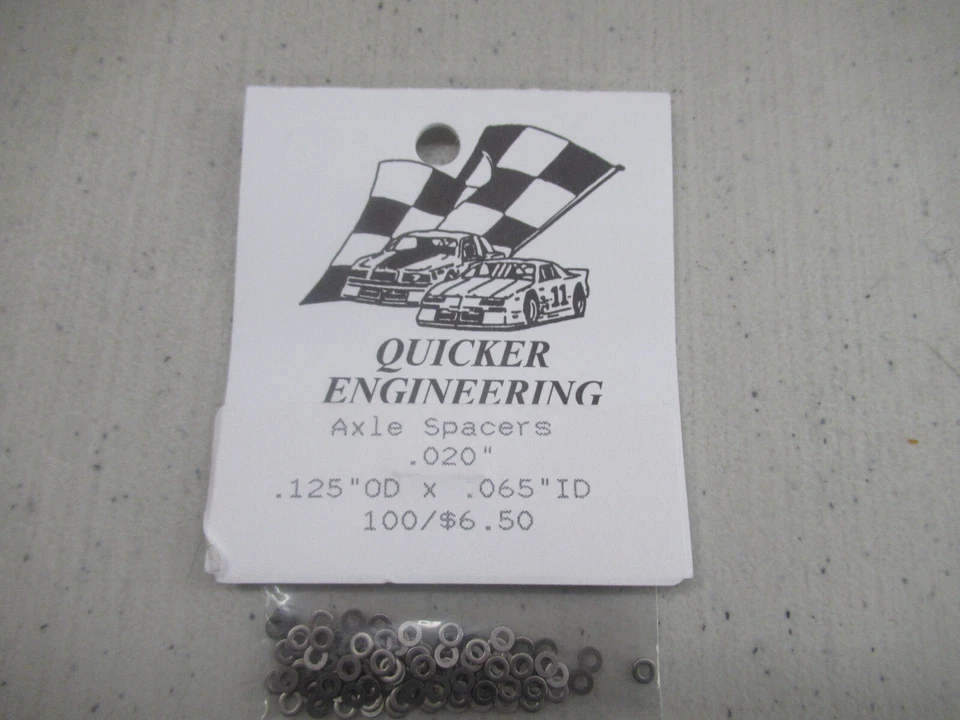 11
QUICKER
ENGINEERING
Axle Spacers
.020"
.125"OD x .065"ID
100/$6.50